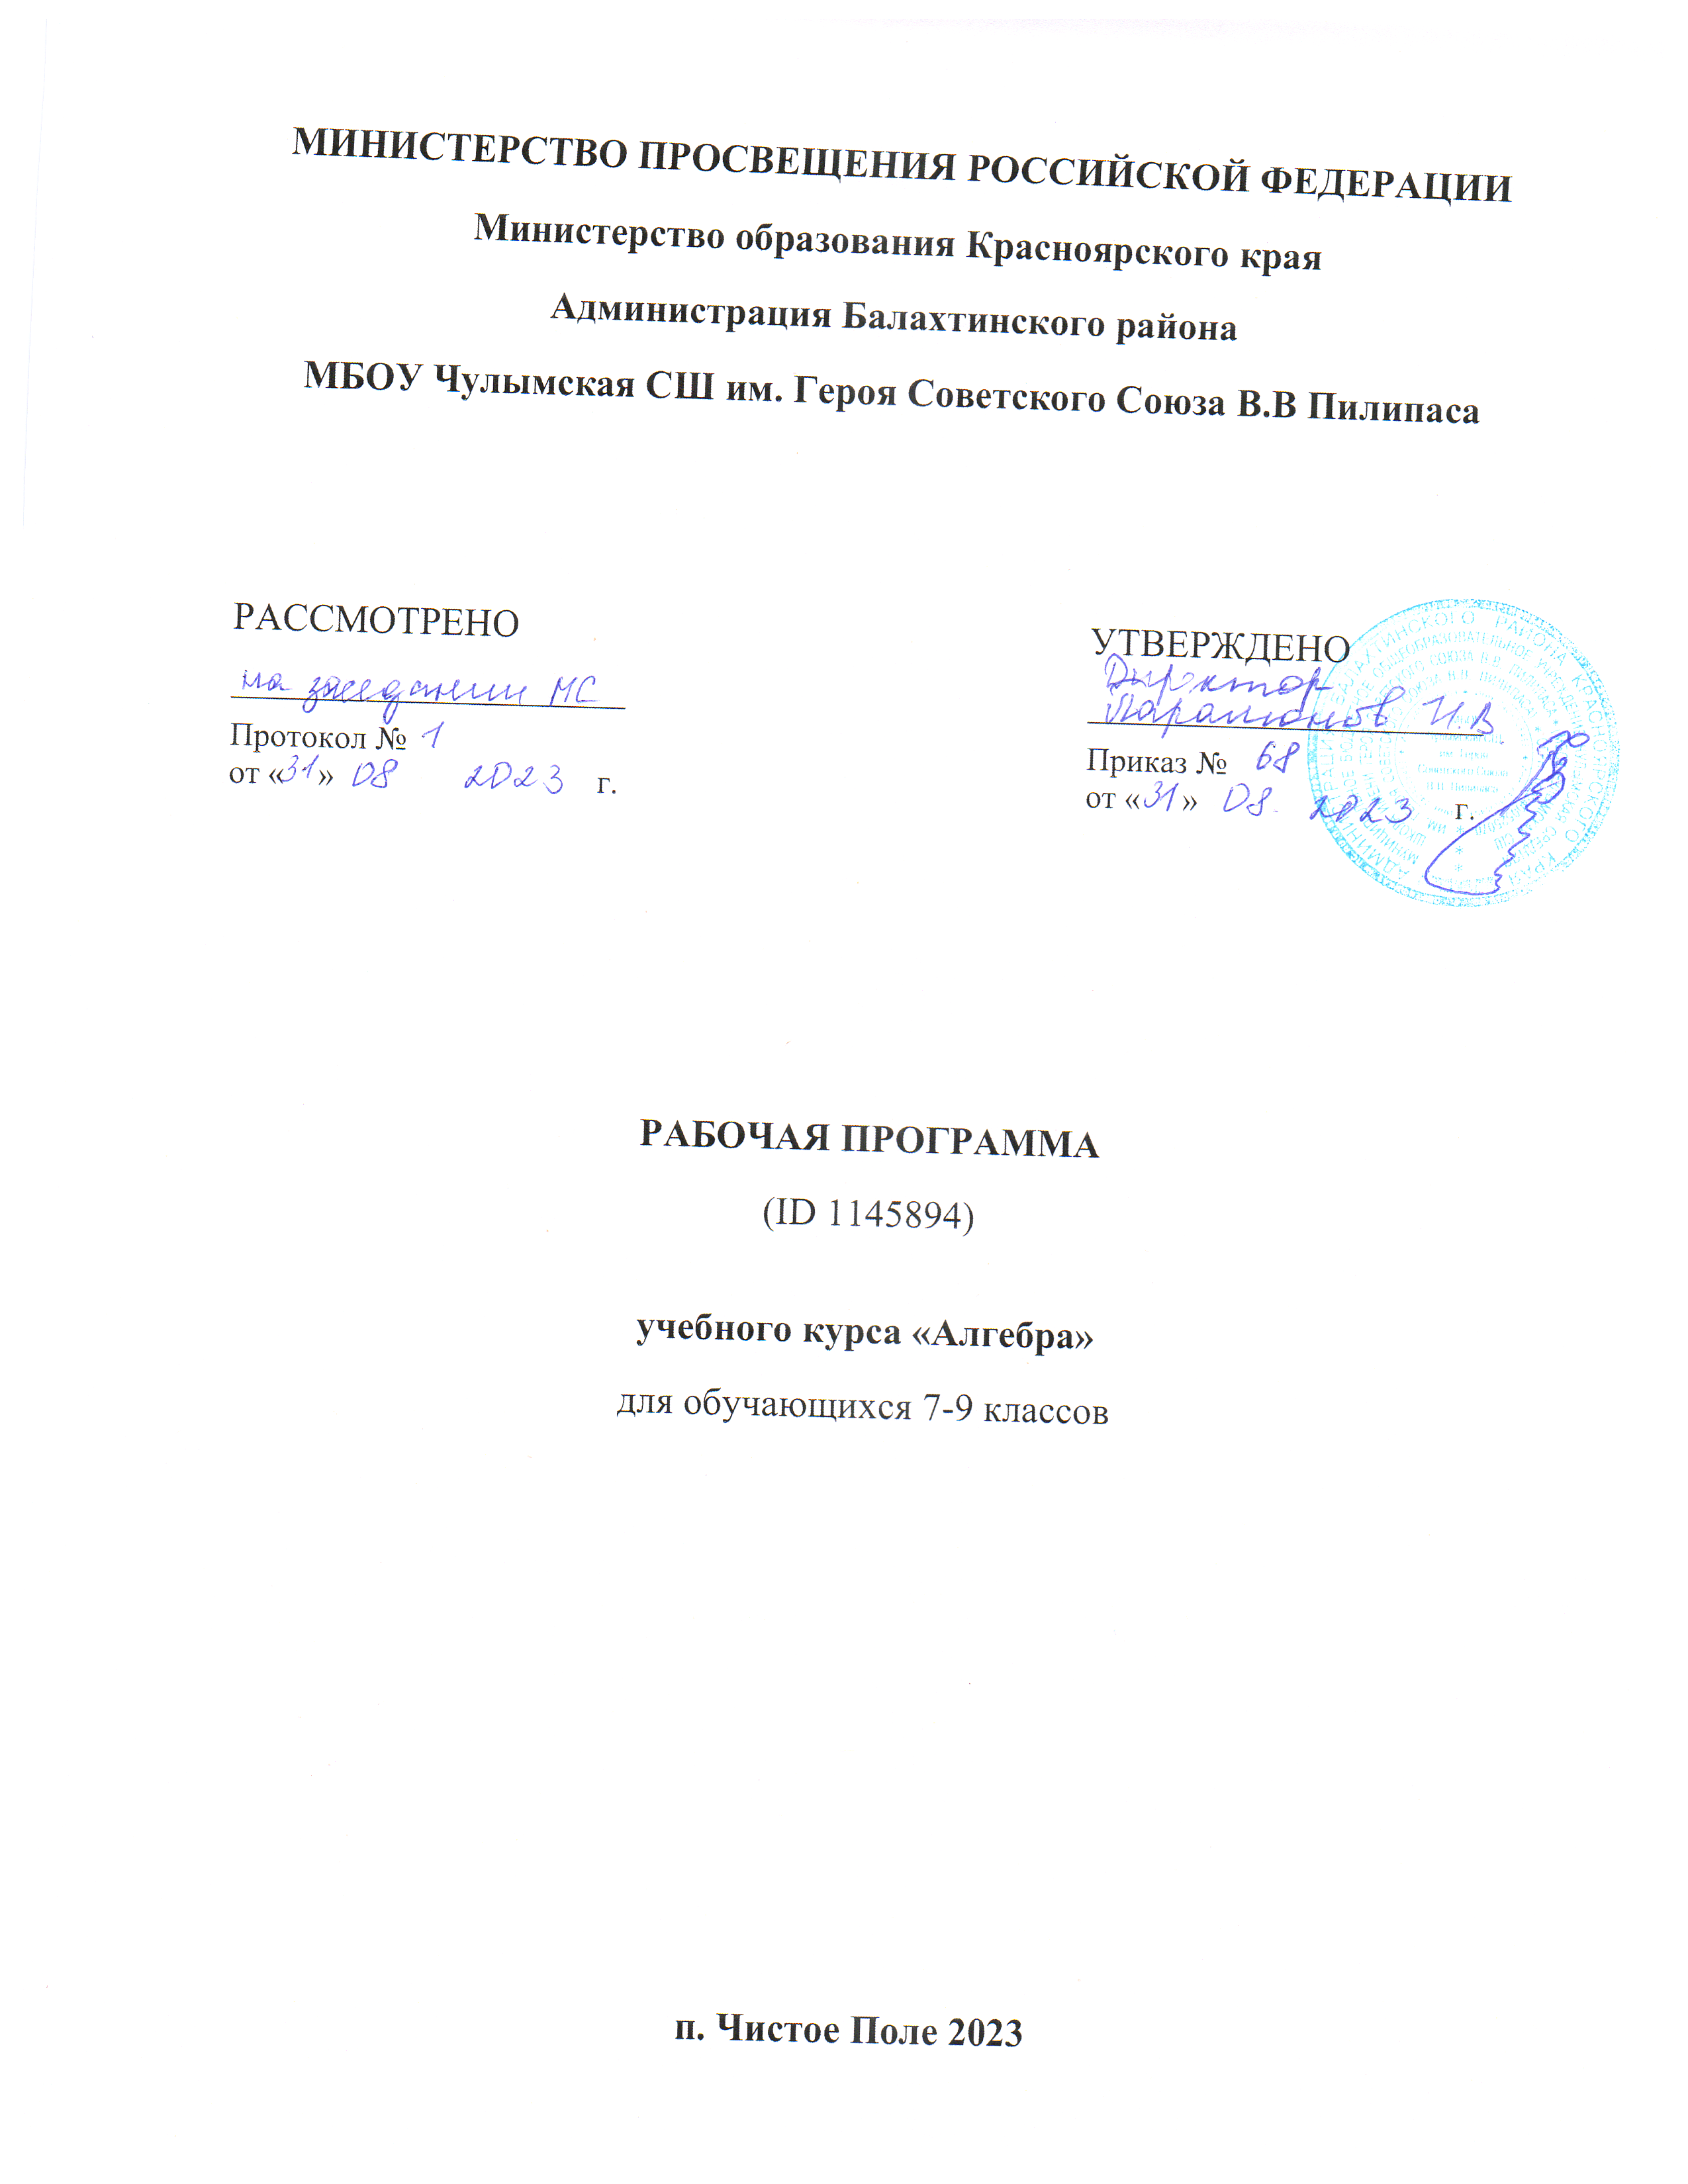 МИНИСТЕРСТВО ПРОСВЕЩЕНИЯ РОССИЙСКОЙ ФЕДЕРАЦИИ
Министерство образования Красноярского края
Администрация Балахтинского района
МБОУ Чулымская СШ им. Героя Советского Союза В.В Пилипаса
РАССМОТРЕНО
на заседании МС
Протокол № 1
от «31» 08 2023 г.
УТВЕРЖДЕНО
Директор
Парамонов И.В.
Приказ № 68
от «31» 08. 2023 г.
РАБОЧАЯ ПРОГРАММА
(ID 1145894)
учебного курса «Алгебра»
для обучающихся 7-9 классов
п. Чистое Поле 2023